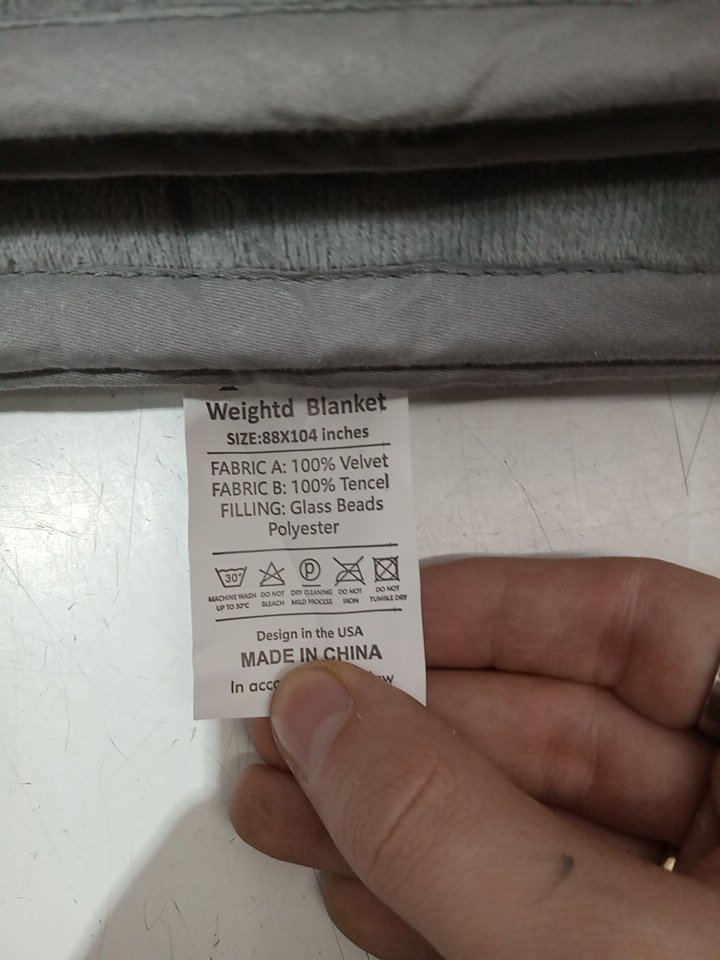 Weightd Blanket
SIZE:88X104 inches
FABRIC A: 100% Velvet
FABRIC B: 100% Tencel
FILLING: Glass Beads
Polyester
30°
P
MACHINE WASH UP TO 30°C
DO NOT BLEACH
DRY CLEANING MILD PROCESS
DO NOT IRON
DO NOT TUMBLE DRY
Design in the USA
MADE IN CHINA
In